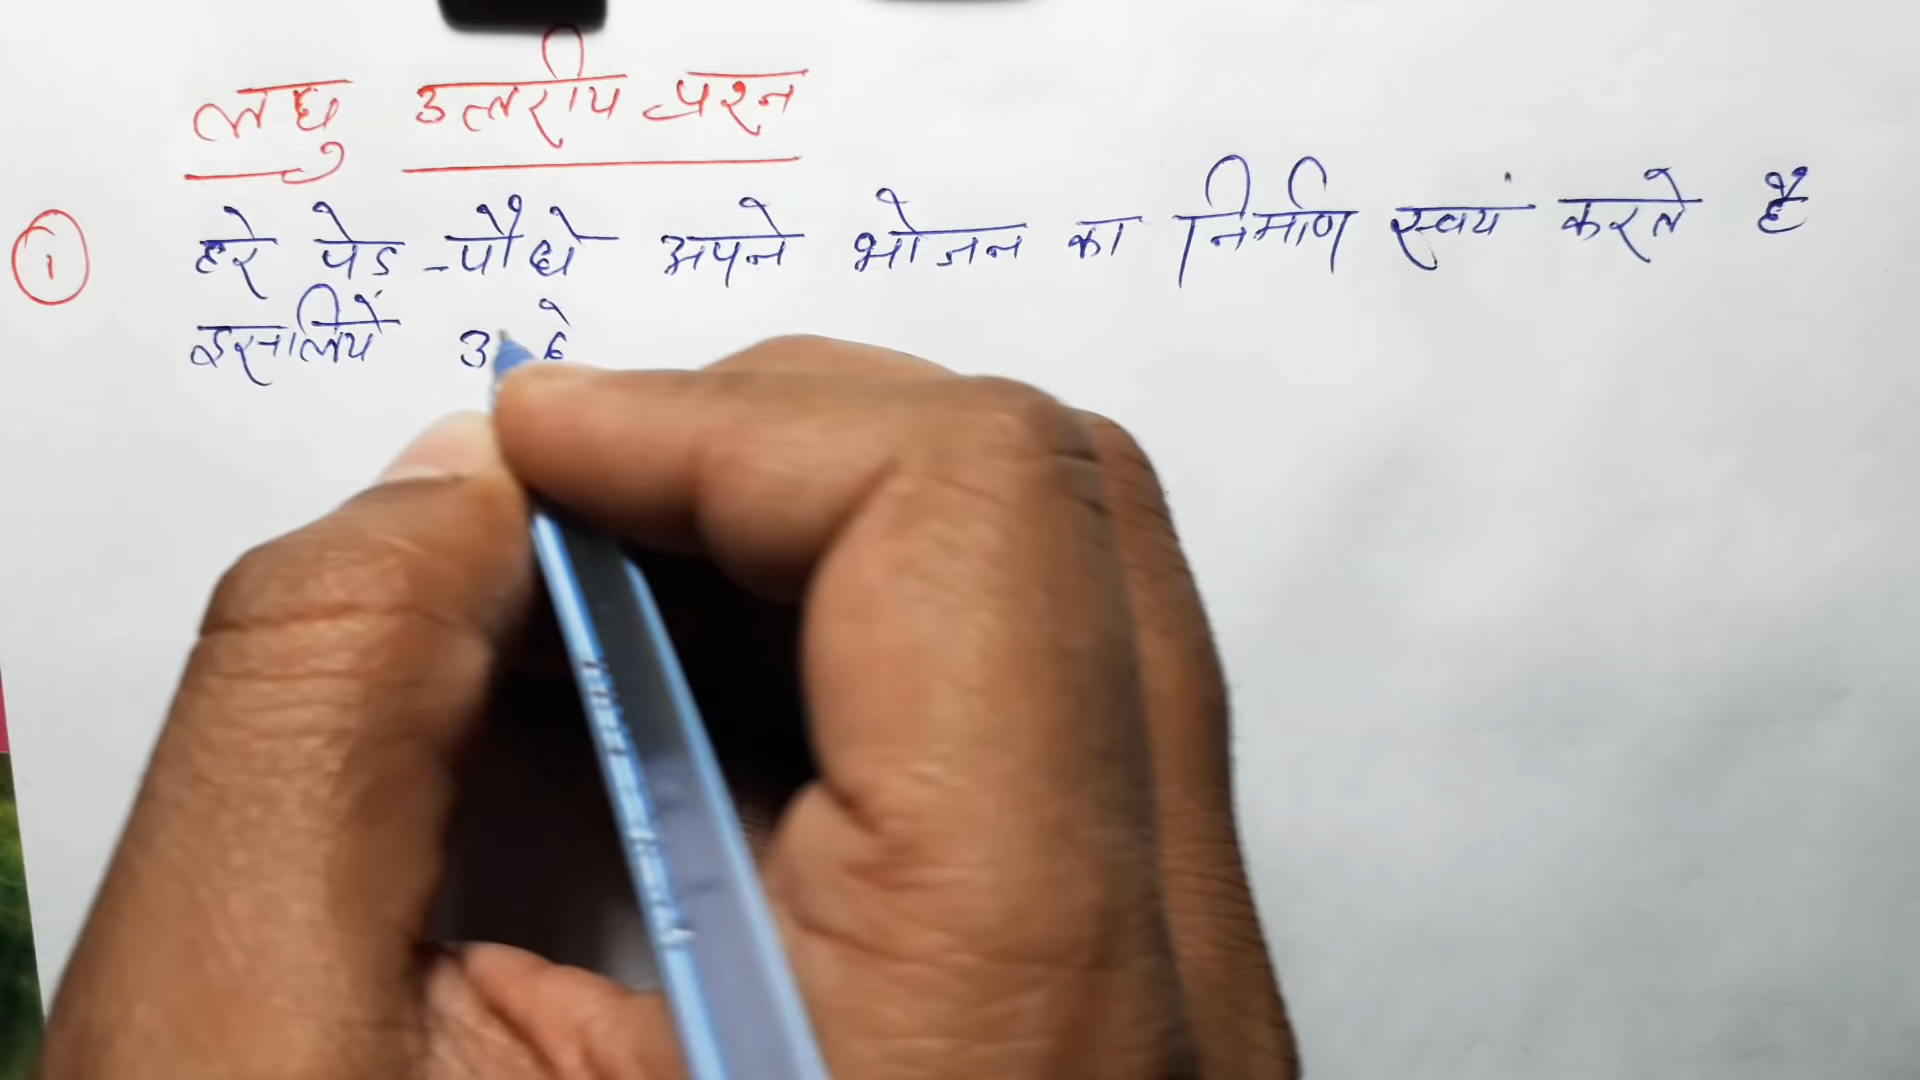 लघु उत्तरीय प्रश्न
1 हरे पेड़-पौधे अपने भोजन का निर्माण स्वयं करते हैं
इसलिये